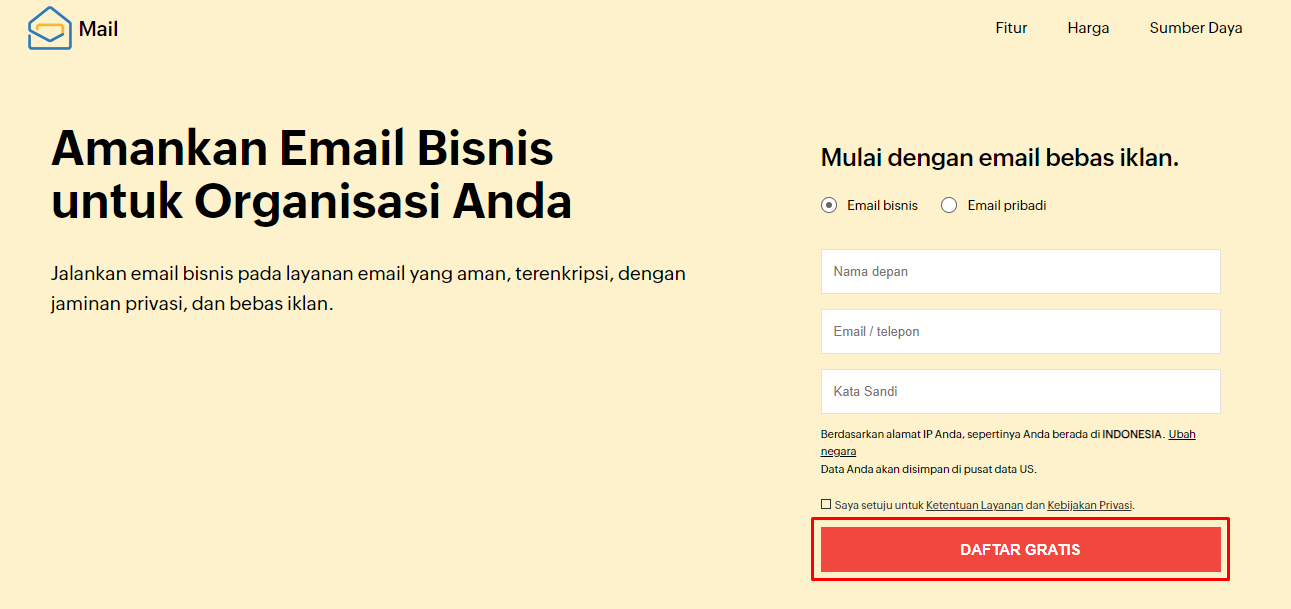 Mail
Fitur
Harga
Sumber Daya
Amankan Email Bisnis
untuk Organisasi Anda
Jalankan email bisnis pada layanan email yang aman, terenkripsi, dengan
jaminan privasi, dan bebas iklan.
Mulai dengan email bebas iklan.
Email bisnis
Email pribadi
Nama depan
Email / telepon
Kata Sandi
Berdasarkan alamat IP Anda, sepertinya Anda berada di INDONESIA. Ubah
negara
Data Anda akan disimpan di pusat data US.
Saya setuju untuk Ketentuan Layanan dan Kebijakan Privasi.
DAFTAR GRATIS